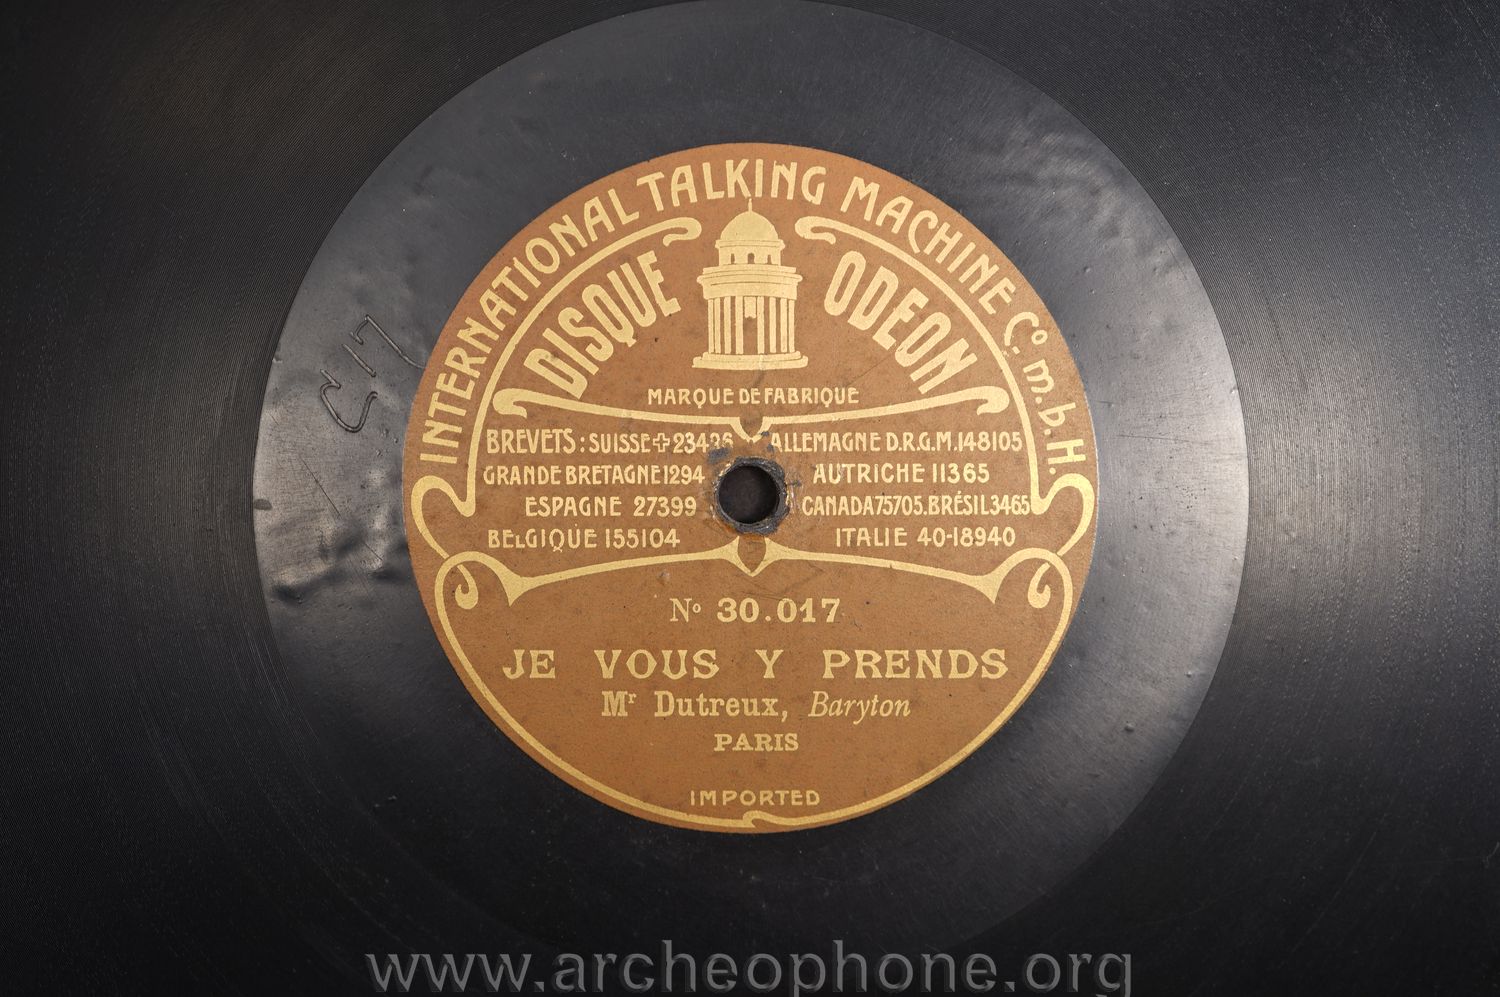 INTERNATIONAL TALKING MACHINE Co. m.b.H.
DISQUE ODEON
MARQUE DE FABRIQUE
BREVETS: SUISSE✚23426 ALLEMAGNE D.R.G.M.148105
GRANDE BRETAGNE 1294 AUTRICHE 11365
ESPAGNE 27399 CANADA 75705. BRÉSIL 3465
BELGIQUE 155104 ITALIE 40-18940
No 30.017
JE VOUS Y PRENDS
Mr Dutreux, Baryton
PARIS
IMPORTED
www.archeophone.org